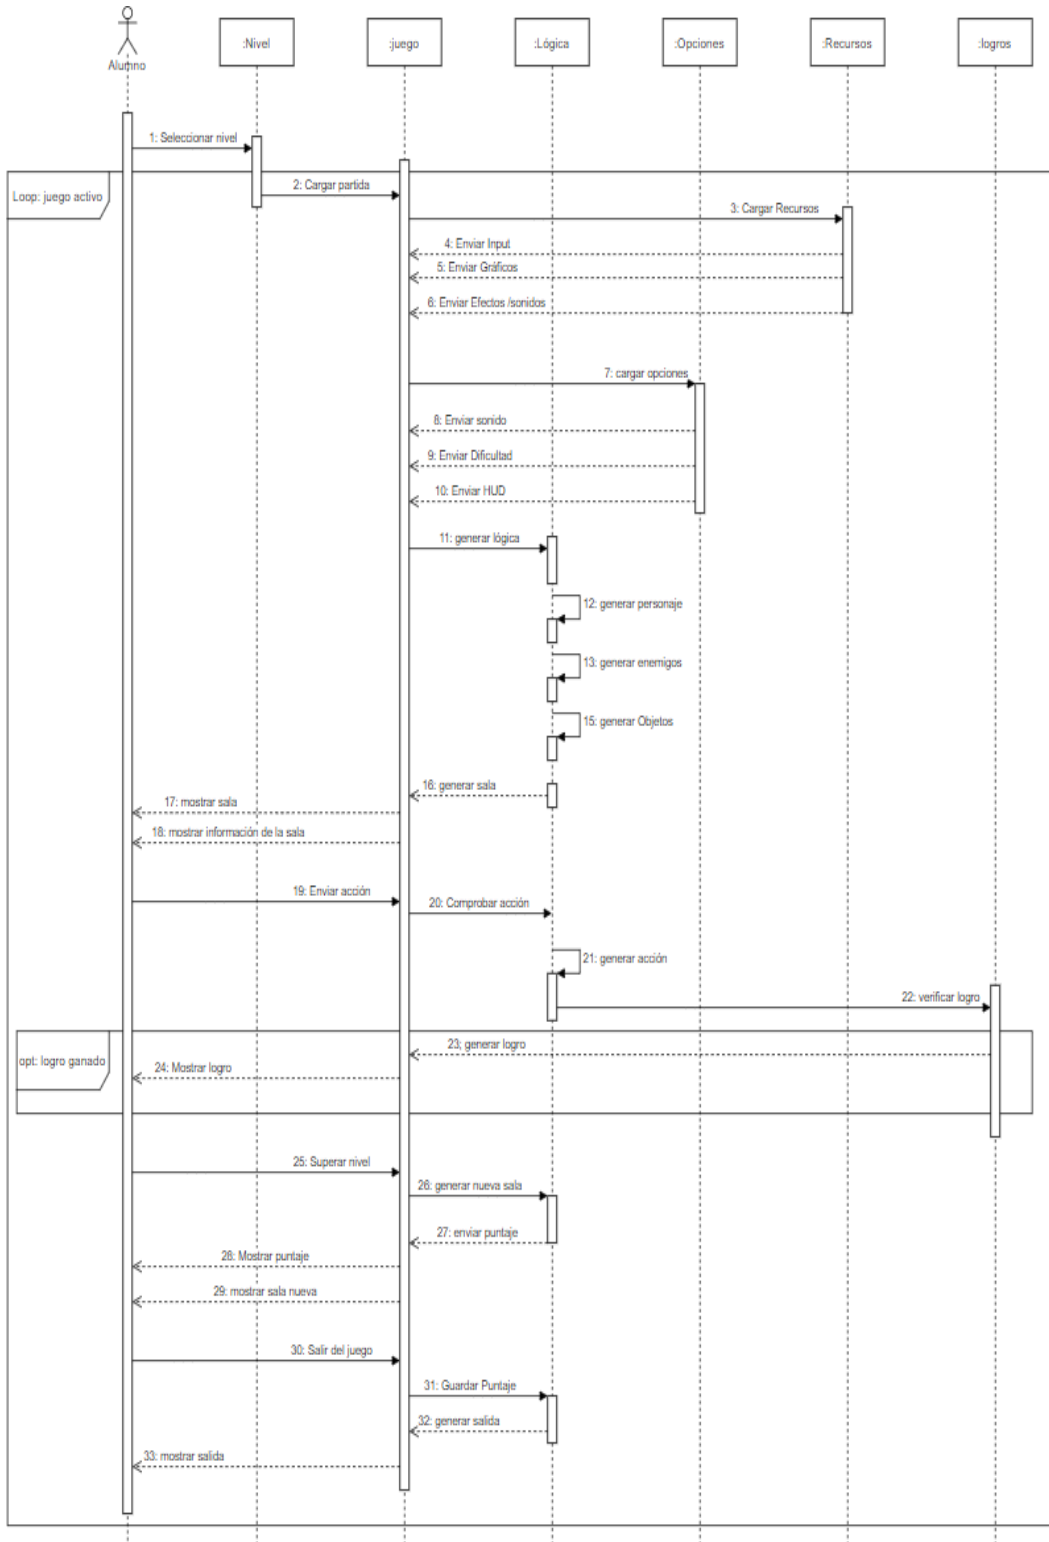 Alumno
:Nivel
:juego
:Lógica
:Opciones
:Recursos
:logros
1: Seleccionar nivel
Loop: juego activo
2: Cargar partida
3: Cargar Recursos
4: Enviar Input
5: Enviar Gráficos
6: Enviar Efectos /sonidos
7: cargar opciones
8: Enviar sonido
9: Enviar Dificultad
10: Enviar HUD
11: generar lógica
12: generar personaje
13: generar enemigos
15: generar Objetos
16: generar sala
17: mostrar sala
18: mostrar información de la sala
19: Enviar acción
20: Comprobar acción
21: generar acción
22: verificar logro
opt: logro ganado
23; generar logro
24: Mostrar logro
25: Superar nivel
26: generar nueva sala
27: enviar puntaje
28: Mostrar puntaje
29: mostrar sala nueva
30: Salir del juego
31: Guardar Puntaje
32: generar salida
33: mostrar salida